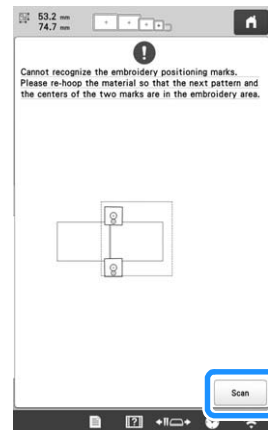 53.2 mm
74.7 mm
Cannot recognize the embroidery positioning marks.
Please re-hoop the material so that the next pattern and
the centers of the two marks are in the embroidery area.
Scan